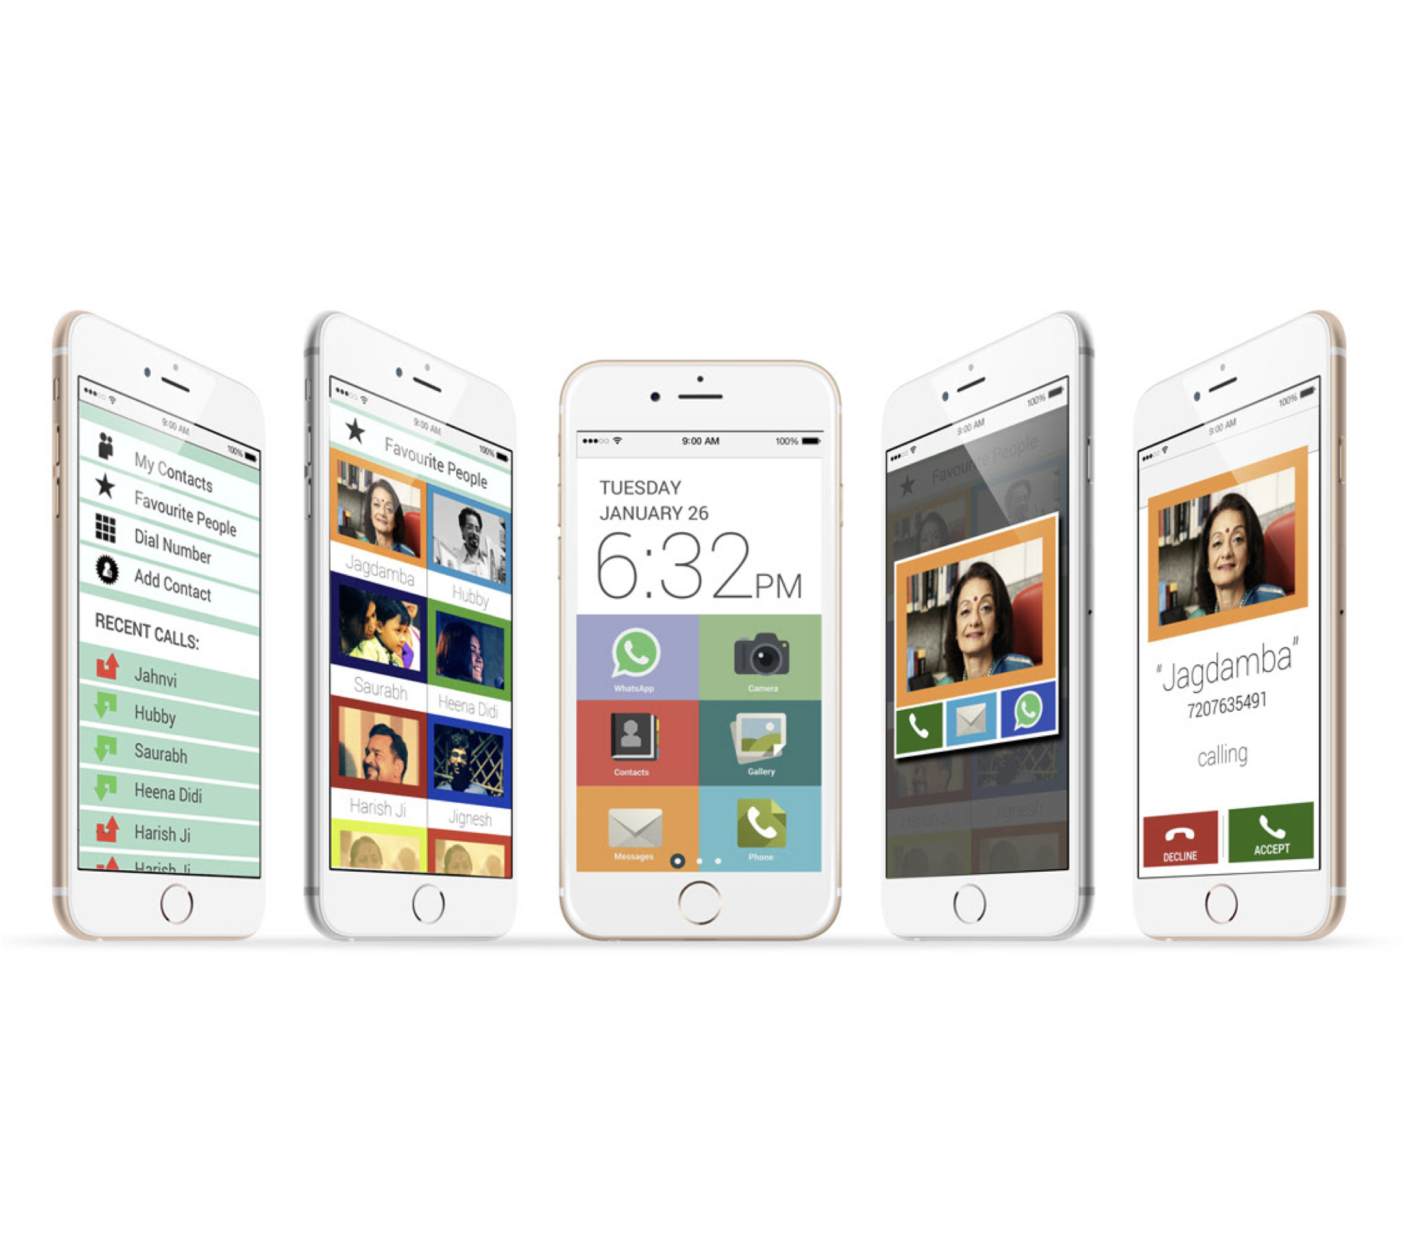 9:00 AM
100%
My Contacts
Favourite People
Dial Number
Add Contact
RECENT CALLS:
Jahnvi
Hubby
Saurabh
Heena Didi
Harish Ji
Harish Ji
9:00 AM
100%
Favourite People
Jagdamba
Hubby
Saurabh
Heena Didi
Harish Ji
Jignesh
9:00 AM
100%
TUESDAY
JANUARY 26
6:32PM
WhatsApp
Camera
Contacts
Gallery
Messages
Phone
9:00 AM
100%
Favourite People
Harish Ji
Jignesh
9:00 AM
100%
"Jagdamba"
7207635491
calling
DECLINE
ACCEPT